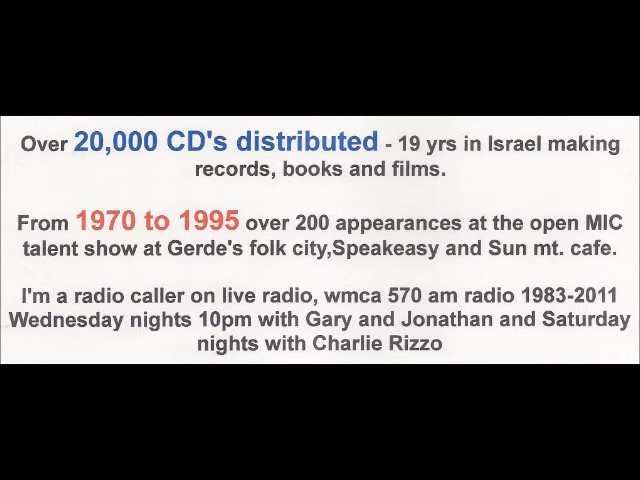 Over 20,000 CD's distributed - 19 yrs in Israel making
records, books and films.
From 1970 to 1995 over 200 appearances at the open MIC
talent show at Gerde's folk city,Speakeasy and Sun mt. cafe.
I'm a radio caller on live radio, wmca 570 am radio 1983-2011
Wednesday nights 10pm with Gary and Jonathan and Saturday
nights with Charlie Rizzo